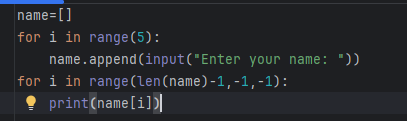 name=[]
for i in range(5):
    name.append(input("Enter your name: "))
for i in range(len(name)-1,-1,-1):
    print(name[i])